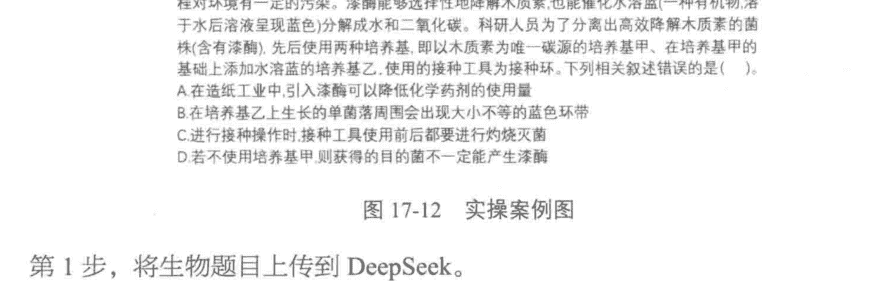 程对环境有一定的污染。漆酶能够选择性地降解木质素,也能催化水溶蓝(一种有机物,溶
于水后溶液呈现蓝色)分解成水和二氧化碳。科研人员为了分离出高效降解木质素的菌
株(含有漆酶), 先后使用两种培养基, 即以木质素为唯一碳源的培养基甲、在培养基甲的
基础上添加水溶蓝的培养基乙, 使用的接种工具为接种环。下列相关叙述错误的是( )。
A.在造纸工业中,引入漆酶可以降低化学药剂的使用量
B.在培养基乙上生长的单菌落周围会出现大小不等的蓝色环带
C.进行接种操作时,接种工具使用前后都要进行灼烧灭菌
D.若不使用培养基甲,则获得的目的菌不一定能产生漆酶
图 17-12 实操案例图
第 1 步，将生物题目上传到 DeepSeek。